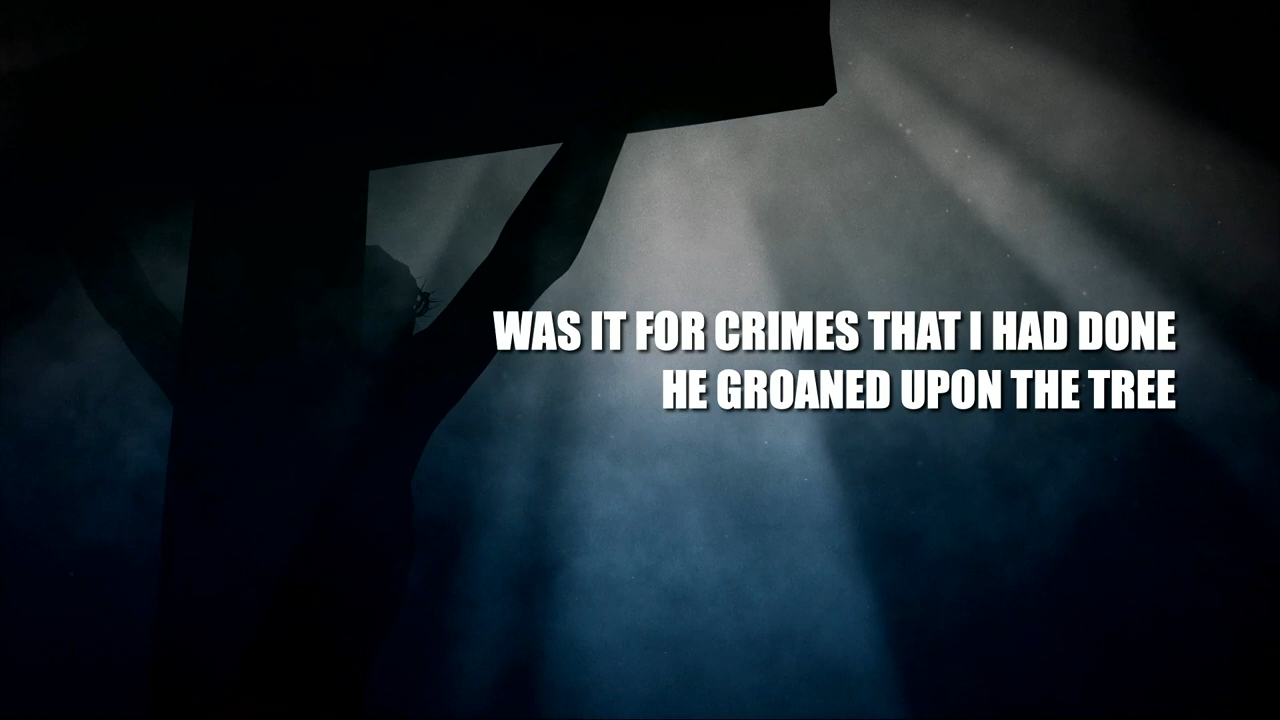 WAS IT FOR CRIMES THAT I HAD DONE
HE GROANED UPON THE TREE